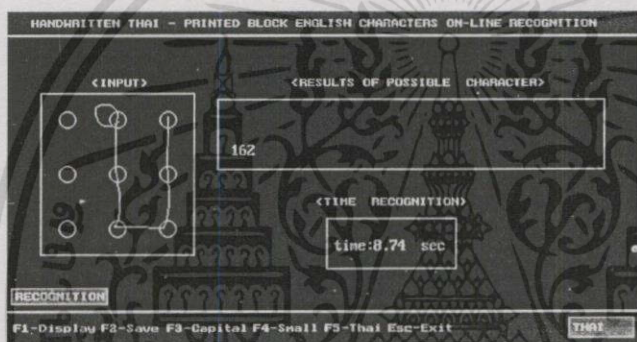 HANDWRITTEN THAI - PRINTED BLOCK ENGLISH CHARACTERS ON-LINE RECOGNITION
<INPUT>
<RESULTS OF POSSIBLE CHARACTER>
162
<TIME RECOGNITION>
time:8.74 sec
RECOGNITION
F1-Display F2-Save F3-Capital F4-Small F5-Thai Esc-Exit
THAI